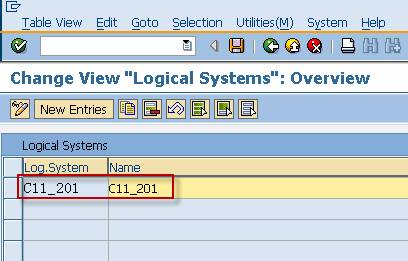 Table View Edit Goto Selection Utilities(M) System Help
Change View "Logical Systems": Overview
New Entries
Logical Systems
Log.System Name
C11_201 C11_201